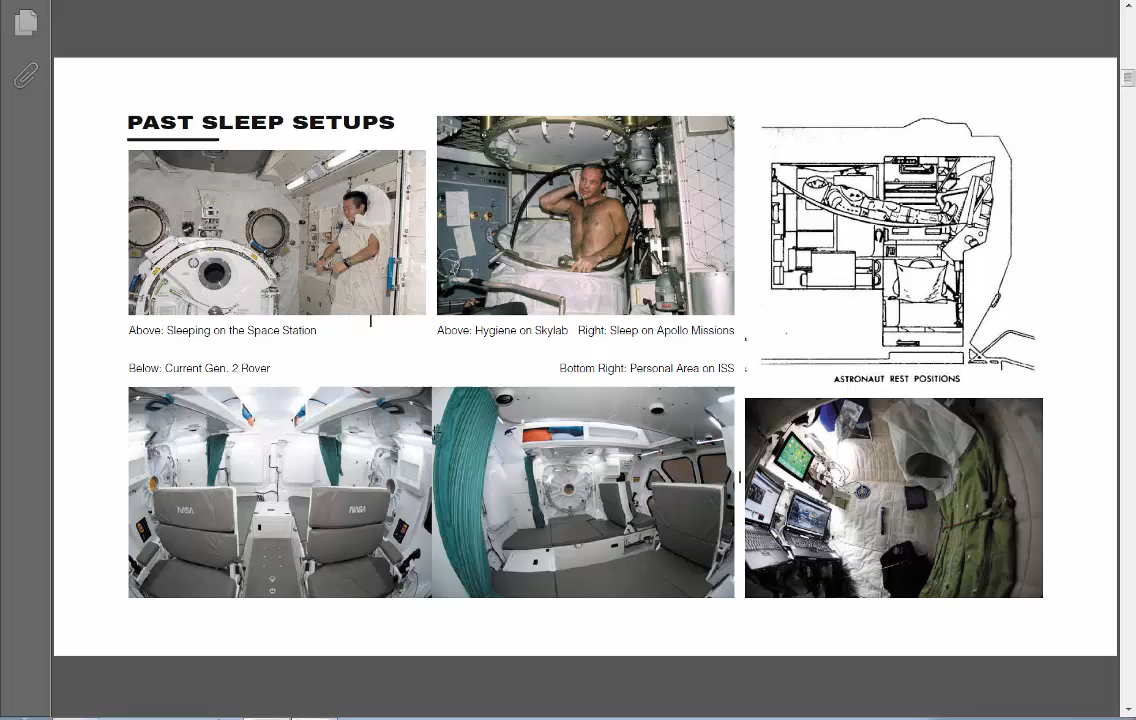 PAST SLEEP SETUPS
Above: Sleeping on the Space Station
Above: Hygiene on Skylab
Right: Sleep on Apollo Missions
ASTRONAUT REST POSITIONS
Below: Current Gen. 2 Rover
Bottom Right: Personal Area on ISS
NASA
NASA